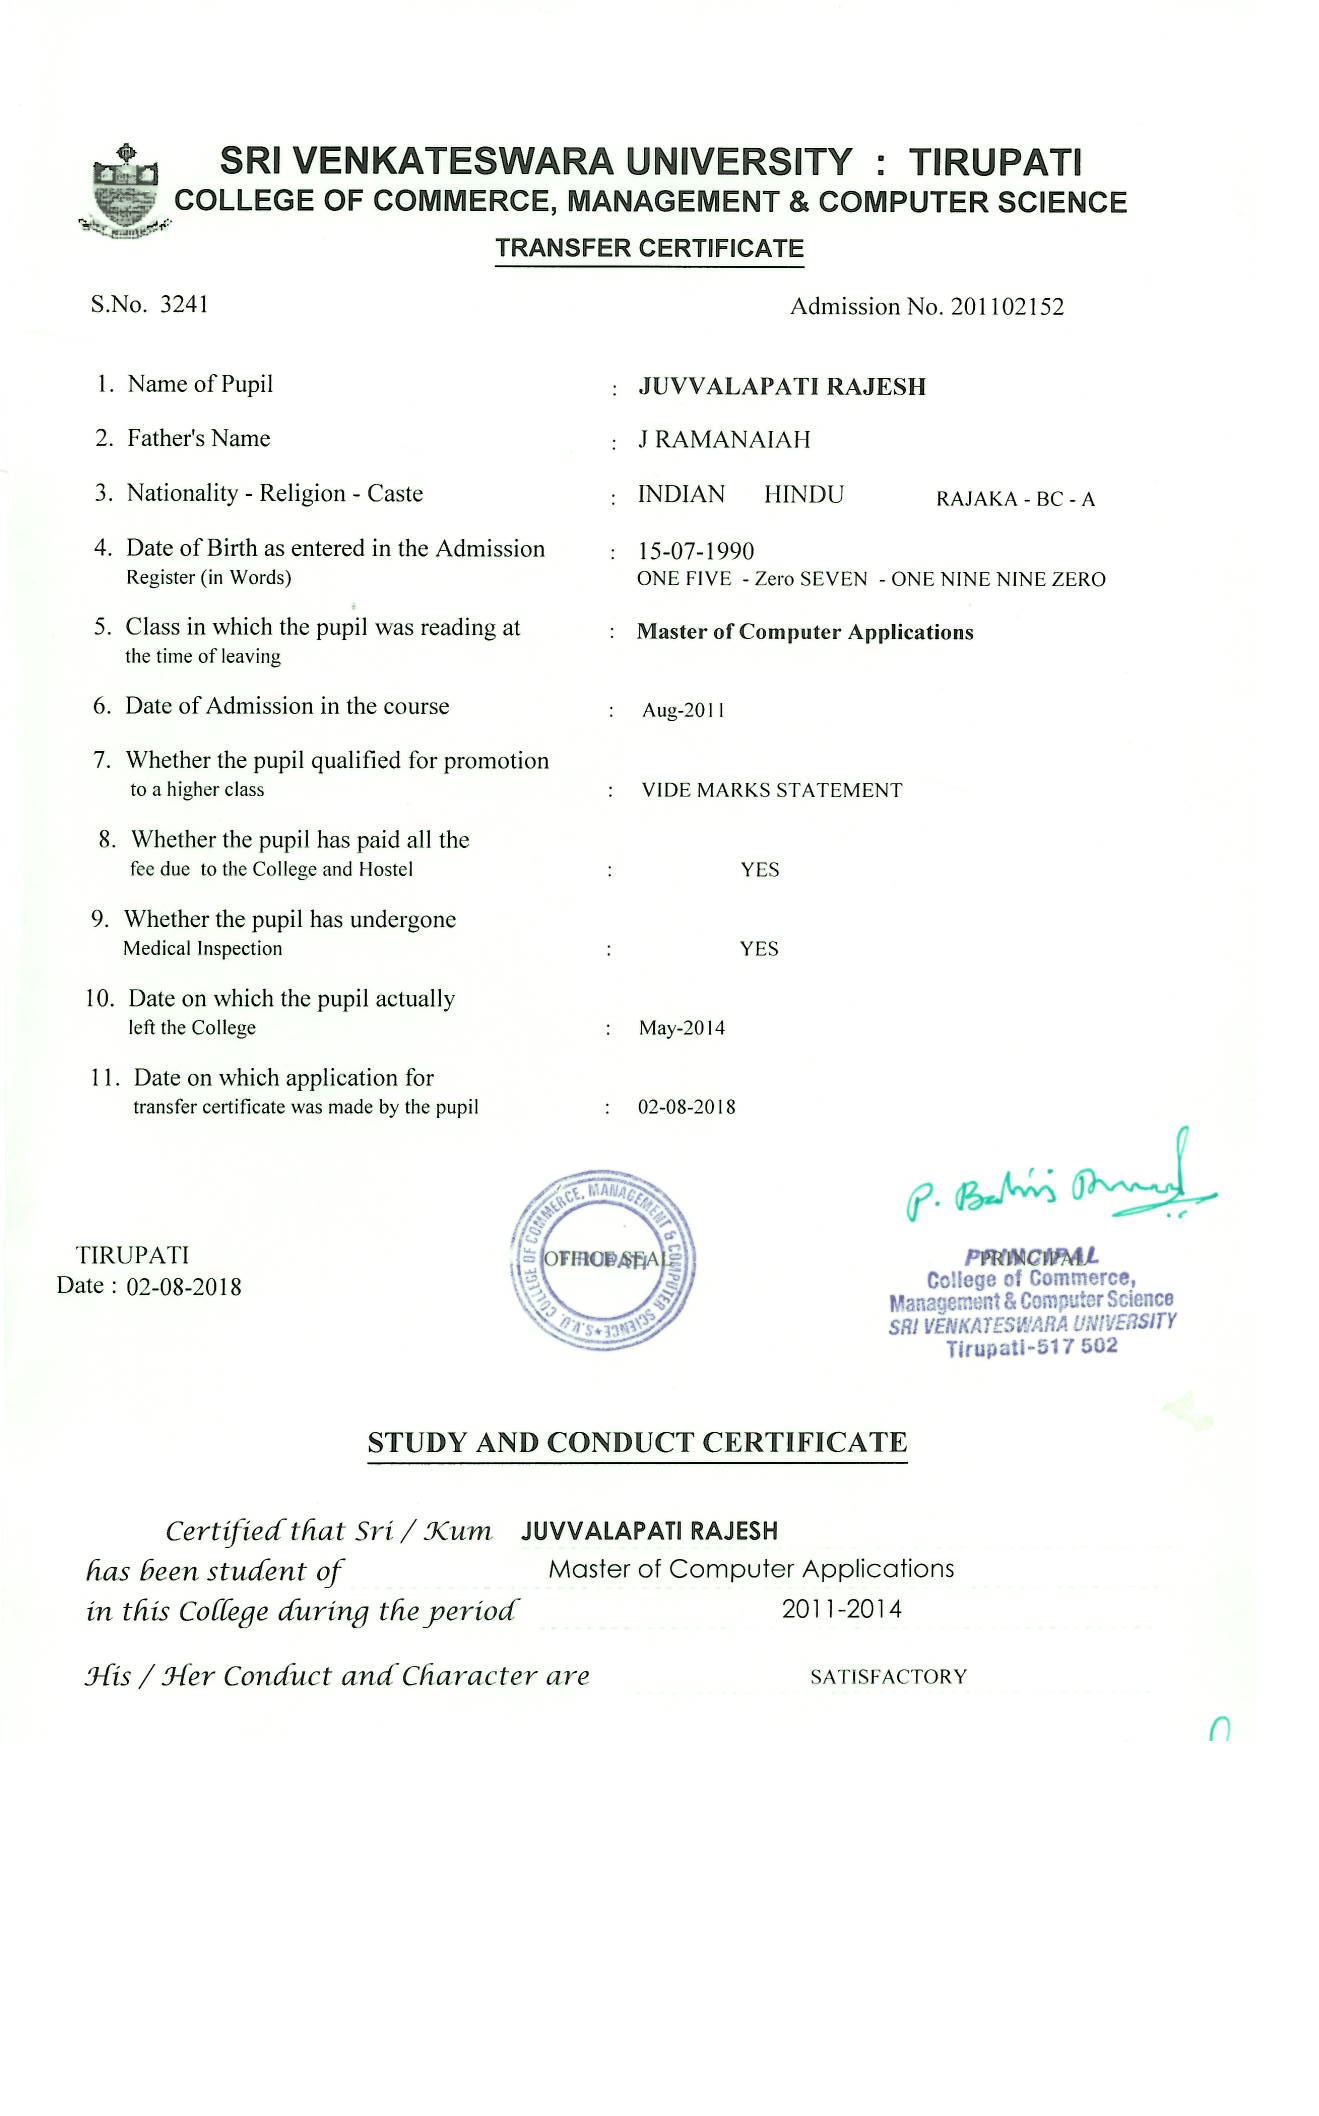 SRI VENKATESWARA UNIVERSITY : TIRUPATI
COLLEGE OF COMMERCE, MANAGEMENT & COMPUTER SCIENCE
TRANSFER CERTIFICATE
S.No. 3241 Admission No. 201102152
1. Name of Pupil : JUVVALAPATI RAJESH
2. Father's Name : J RAMANAIAH
3. Nationality - Religion - Caste : INDIAN HINDU RAJAKA - BC - A
4. Date of Birth as entered in the Admission : 15-07-1990
Register (in Words) ONE FIVE - Zero SEVEN - ONE NINE NINE ZERO
5. Class in which the pupil was reading at : Master of Computer Applications
the time of leaving
6. Date of Admission in the course : Aug-2011
7. Whether the pupil qualified for promotion
to a higher class : VIDE MARKS STATEMENT
8. Whether the pupil has paid all the
fee due to the College and Hostel : YES
9. Whether the pupil has undergone
Medical Inspection : YES
10. Date on which the pupil actually
left the College : May-2014
11. Date on which application for
transfer certificate was made by the pupil : 02-08-2018
COLLEGE OF COMMERCE, MANAGEMENT & COMPUTER SCIENCE * S.V.U.
TIRUPATI OFFICE SEAL PRINCIPAL
Date : 02-08-2018
PRINCIPAL
College of Commerce,
Management & Computer Science
SRI VENKATESWARA UNIVERSITY
Tirupati-517 502
STUDY AND CONDUCT CERTIFICATE
Certified that Sri / Kum JUVVALAPATI RAJESH
has been student of Master of Computer Applications
in this College during the period 2011-2014
His / Her Conduct and Character are SATISFACTORY